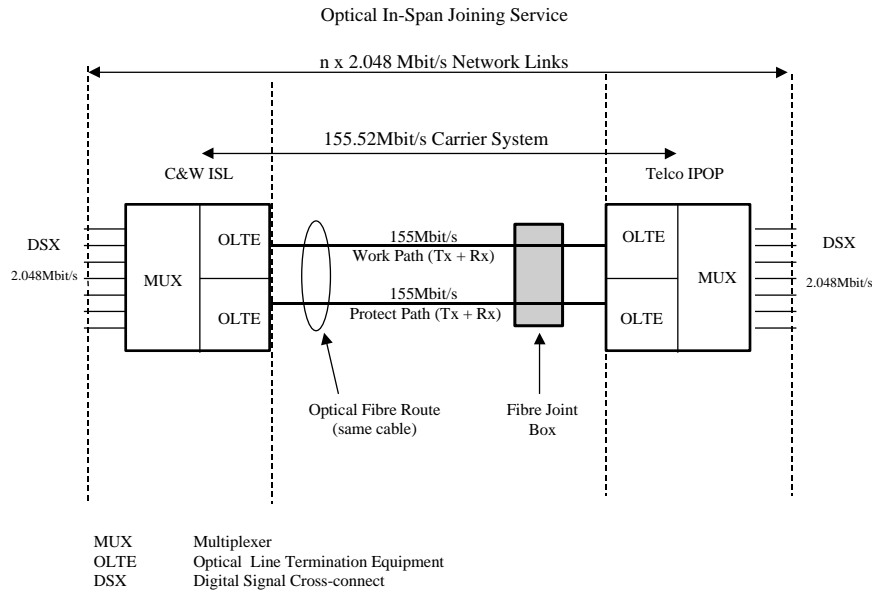 Optical In-Span Joining Service
n x 2.048 Mbit/s Network Links
155.52Mbit/s Carrier System
C&W ISL
Telco IPOP
DSX
2.048Mbit/s
MUX
OLTE
OLTE
155Mbit/s
Work Path (Tx + Rx)
155Mbit/s
Protect Path (Tx + Rx)
OLTE
OLTE
MUX
DSX
2.048Mbit/s
Optical Fibre Route
(same cable)
Fibre Joint
Box
MUX Multiplexer
OLTE Optical Line Termination Equipment
DSX Digital Signal Cross-connect